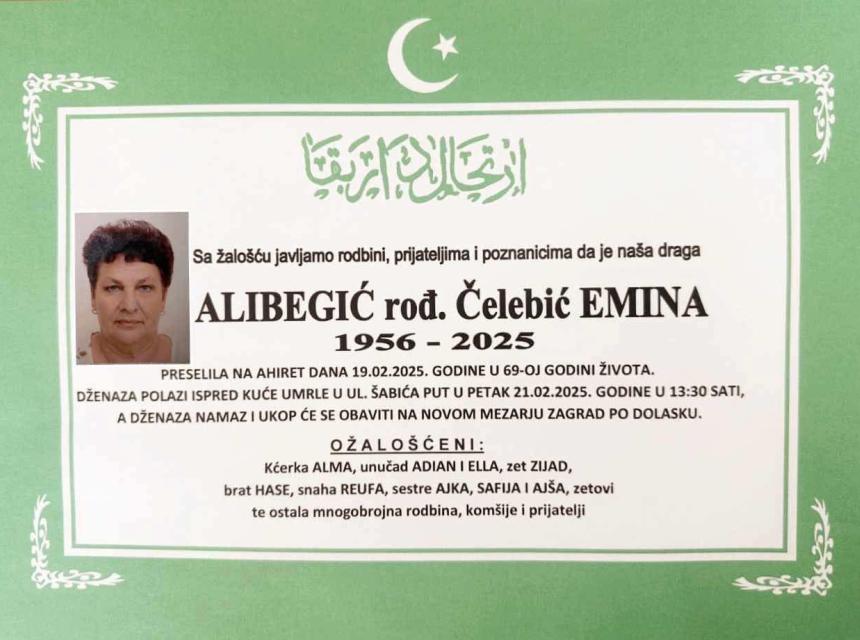 ارتحال دار بقا
Sa žalošću javljamo rodbini, prijateljima i poznanicima da je naša draga
ALIBEGIĆ rođ. Čelebić EMINA
1956 – 2025
PRESELILA NA AHIRET DANA 19.02.2025. GODINE U 69-OJ GODINI ŽIVOTA.
DŽENAZA POLAZI ISPRED KUĆE UMRLE U UL. ŠABIĆA PUT U PETAK 21.02.2025. GODINE U 13:30 SATI,
A DŽENAZA NAMAZ I UKOP ĆE SE OBAVITI NA NOVOM MEZARJU ZAGRAD PO DOLASKU.
OŽALOŠĆENI:
Kćerka ALMA, unučad ADIAN I ELLA, zet ZIJAD,
brat HASE, snaha REUFA, sestre AJKA, SAFIJA I AJŠA, zetovi
te ostala mnogobrojna rodbina, komšije i prijatelji